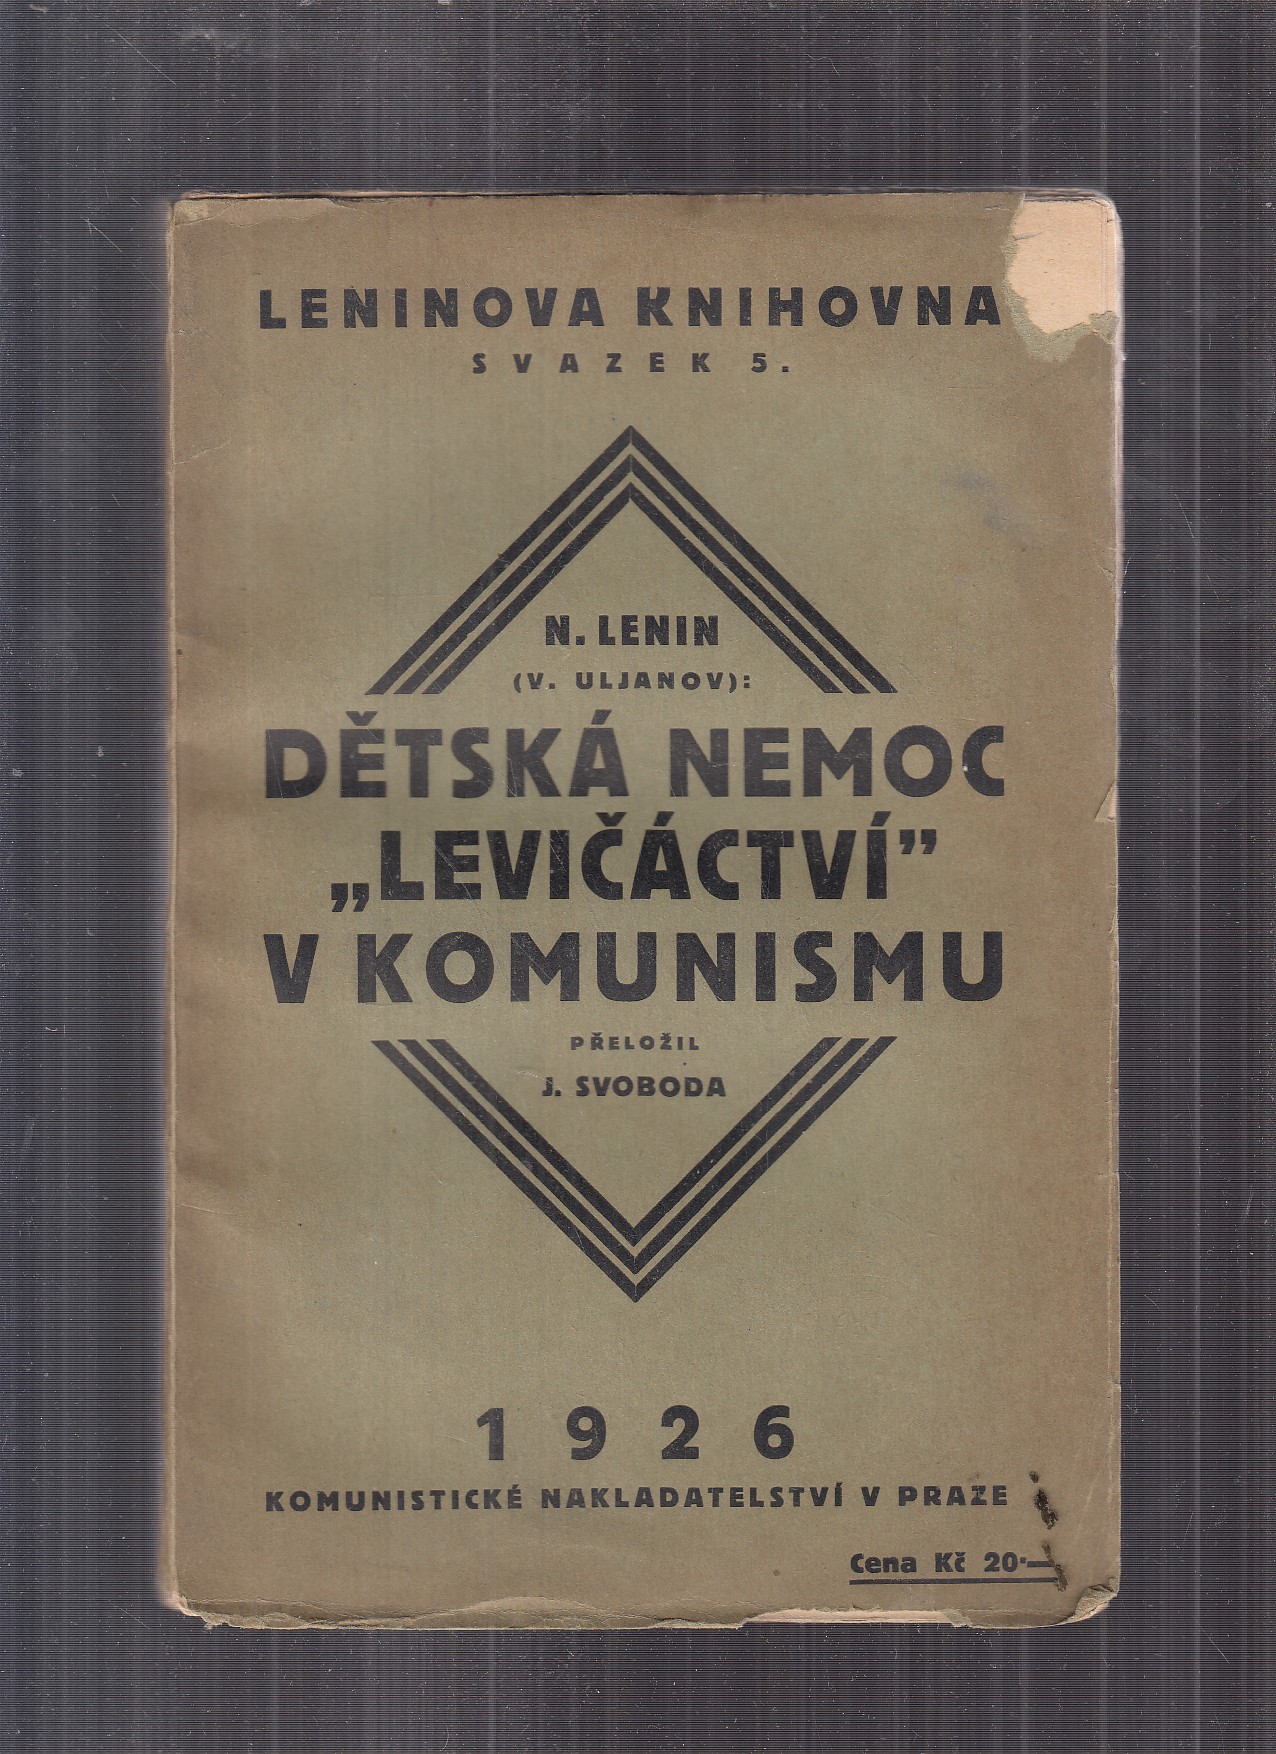 LENINOVA KNIHOVNA
SVAZEK 5.
N. LENIN
(V. ULJANOV):
DĚTSKÁ NEMOC
„LEVIČÁCTVÍ”
V KOMUNISMU
PŘELOŽIL
J. SVOBODA
1926
KOMUNISTICKÉ NAKLADATELSTVÍ V PRAZE
Cena Kč 20·—